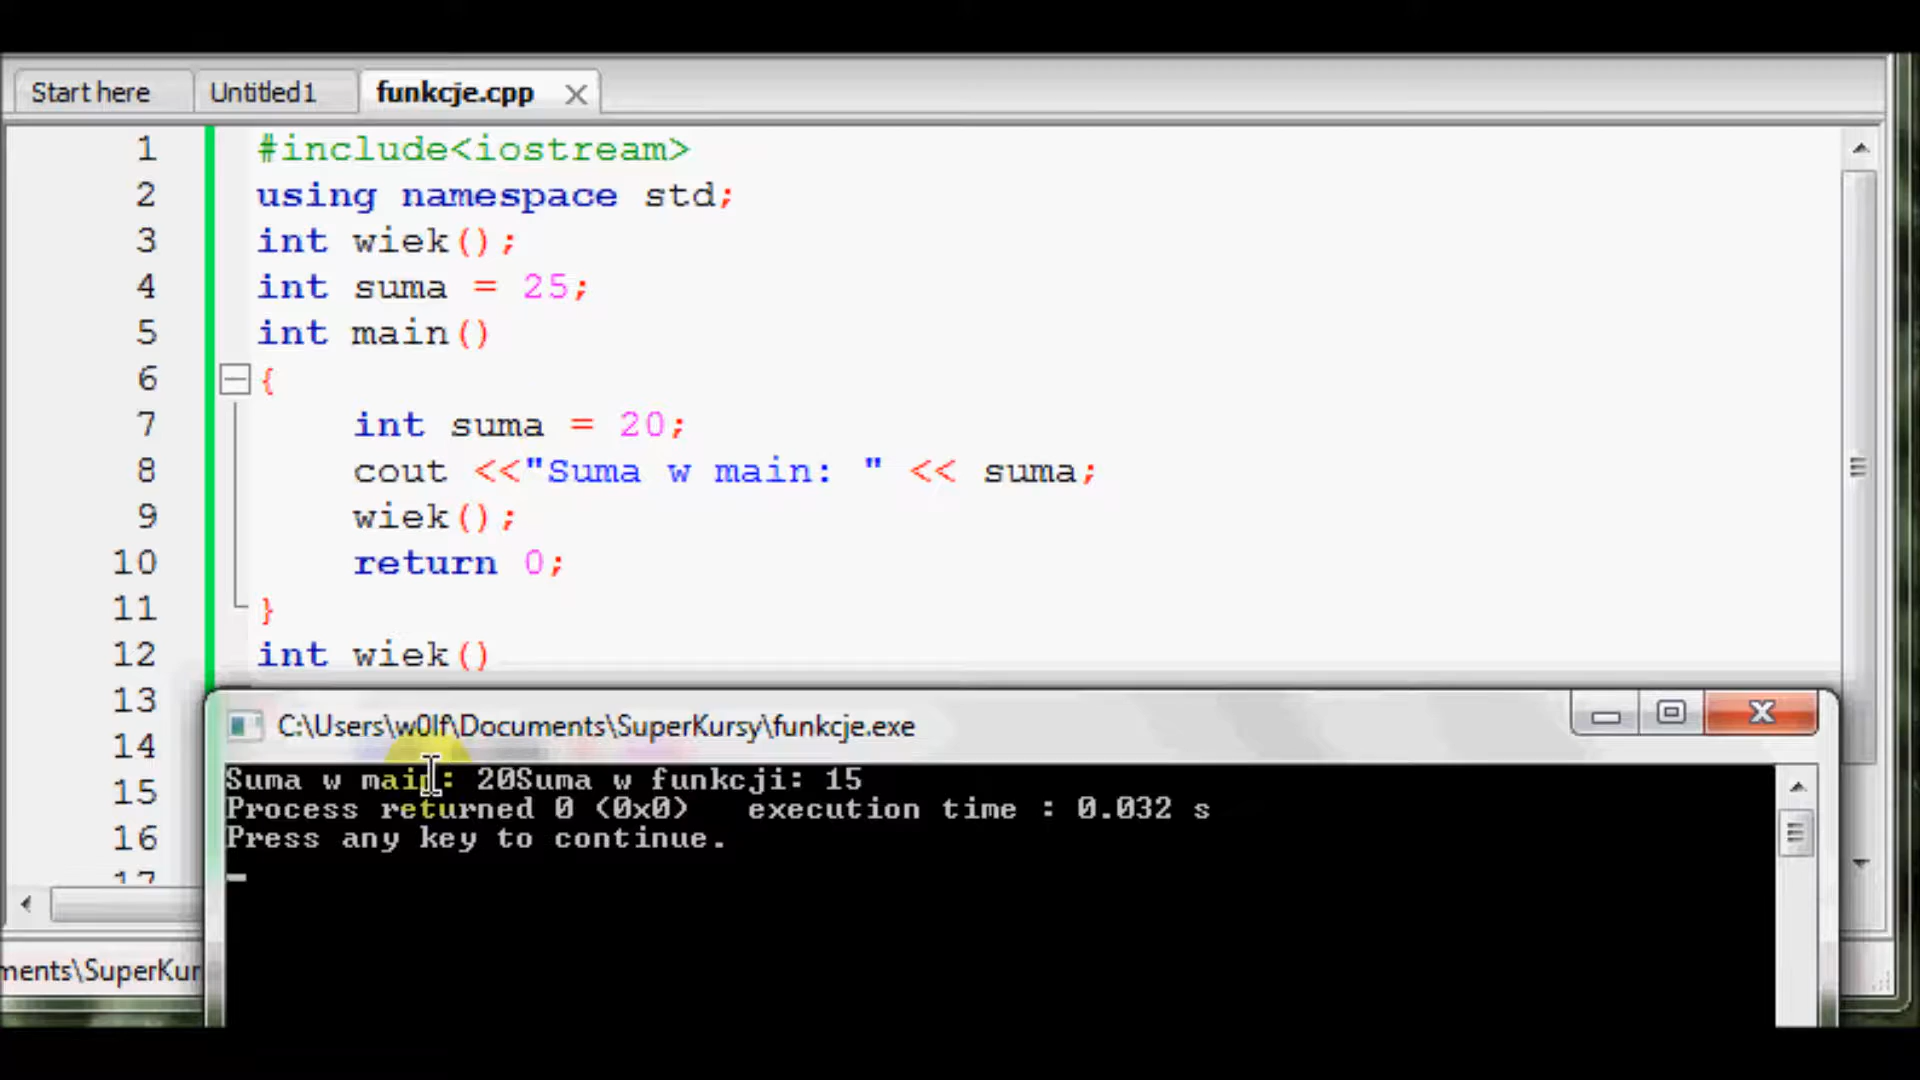 Start here
Untitled1
funkcje.cpp
1 #include<iostream>
2 using namespace std;
3 int wiek();
4 int suma = 25;
5 int main()
6 {
7 int suma = 20;
8 cout <<"Suma w main: " << suma;
9 wiek();
10 return 0;
11 }
12 int wiek()
13
14
15
16
17
C:\Users\w0lf\Documents\SuperKursy\funkcje.exe
Suma w main: 20Suma w funkcji: 15
Process returned 0 (0x0) execution time : 0.032 s
Press any key to continue.
ments\SuperKur